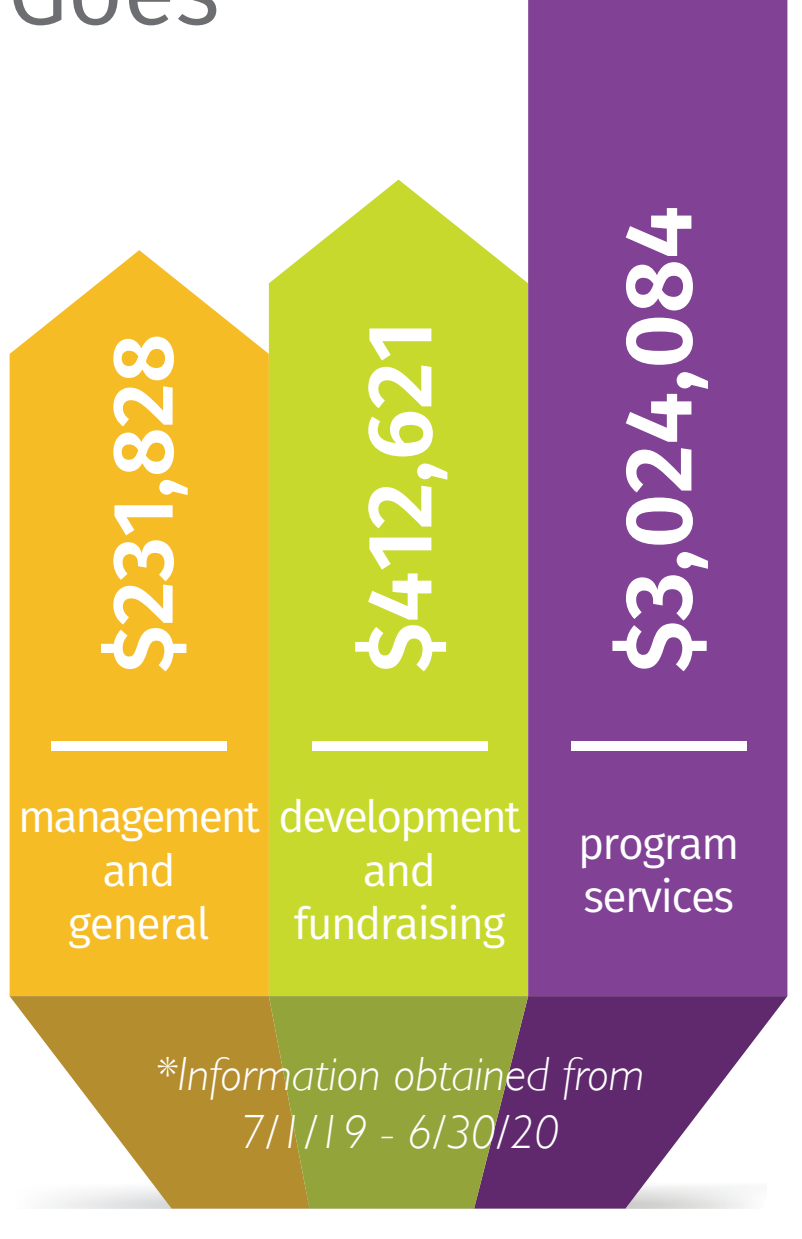 Goes
$231,828
management
and
general
$412,621
development
and
fundraising
$3,024,084
program
services
*Information obtained from
7/1/19 - 6/30/20